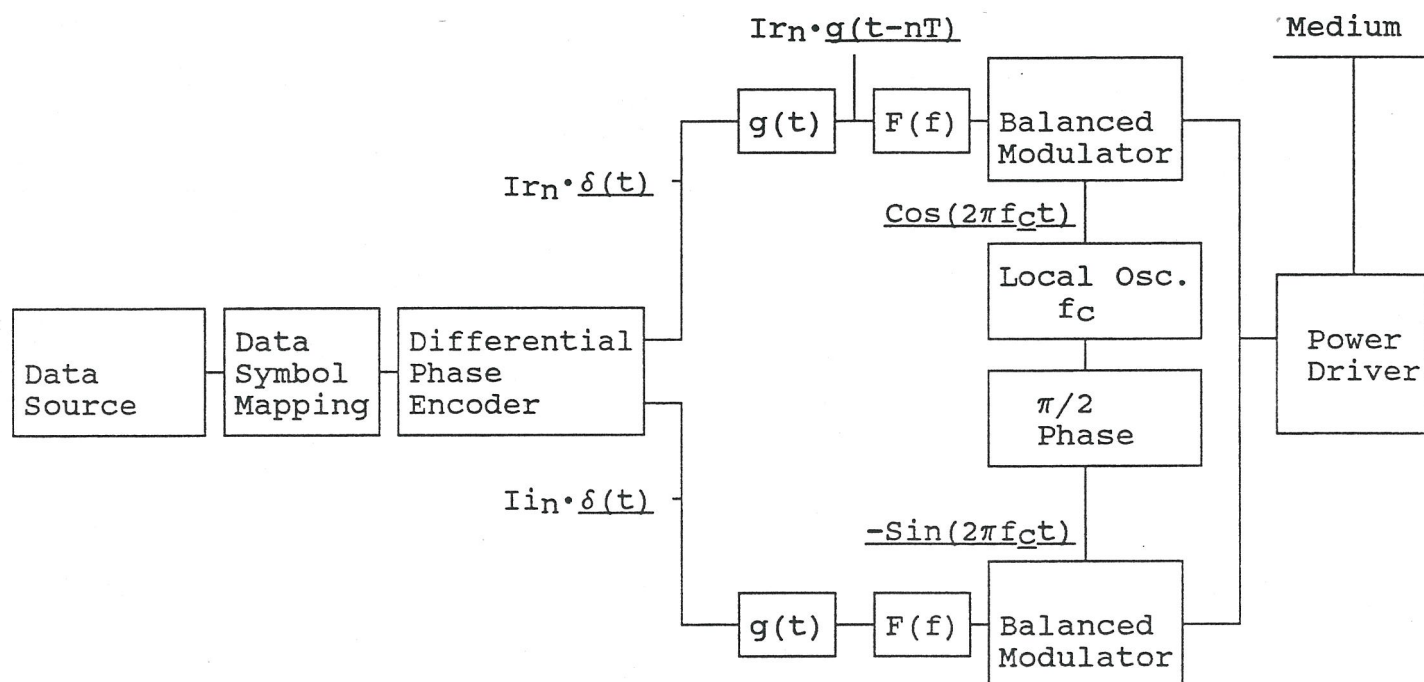 Irn·g(t-nT)
Medium
g(t)
F(f)
Balanced
Modulator
Irn·δ(t)
Cos(2πfct)
Local Osc.
fc
Data
Source
Data
Symbol
Mapping
Differential
Phase
Encoder
Power
Driver
π/2
Phase
Iin·δ(t)
-Sin(2πfct)
g(t)
F(f)
Balanced
Modulator